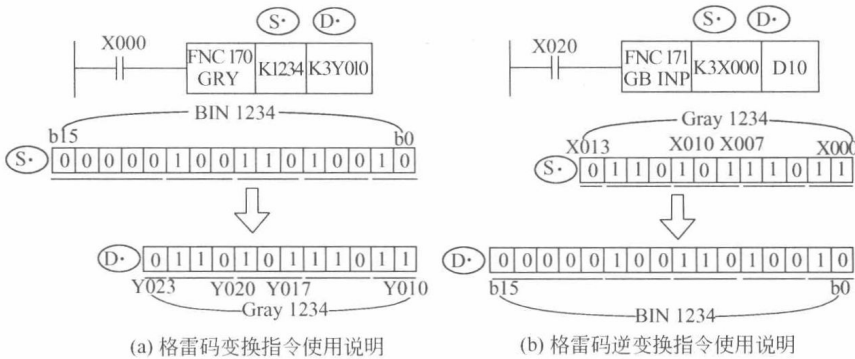 S· D·
X000
FNC 170 GRY K1234 K3Y010
BIN 1234
b15 b0
S· 0 0 0 0 0 1 0 0 1 1 0 1 0 0 1 0
D· 0 1 1 0 1 0 1 1 1 0 1 1
Y023 Y020 Y017 Y010
Gray 1234
(a) 格雷码变换指令使用说明
S· D·
X020
FNC 171 GB INP K3X000 D10
Gray 1234
X013 X010 X007 X000
S· 0 1 1 0 1 0 1 1 1 0 1 1
D· 0 0 0 0 0 1 0 0 1 1 0 1 0 0 1 0
b15 b0
BIN 1234
(b) 格雷码逆变换指令使用说明